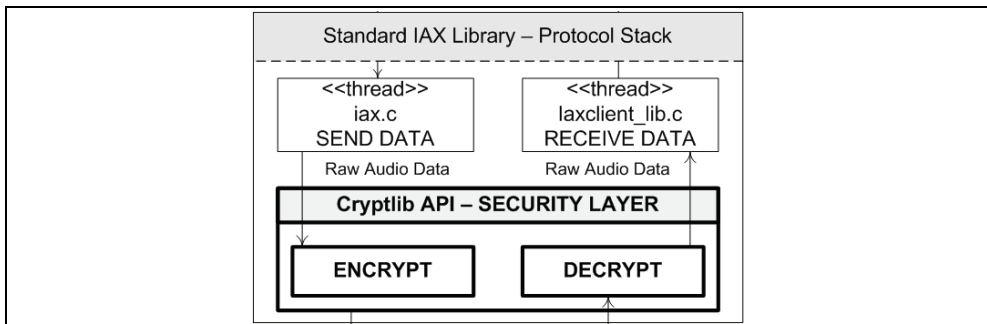 Standard IAX Library – Protocol Stack
<<thread>>
iax.c
SEND DATA
<<thread>>
Iaxclient_lib.c
RECEIVE DATA
Raw Audio Data
Raw Audio Data
Cryptlib API – SECURITY LAYER
ENCRYPT
DECRYPT